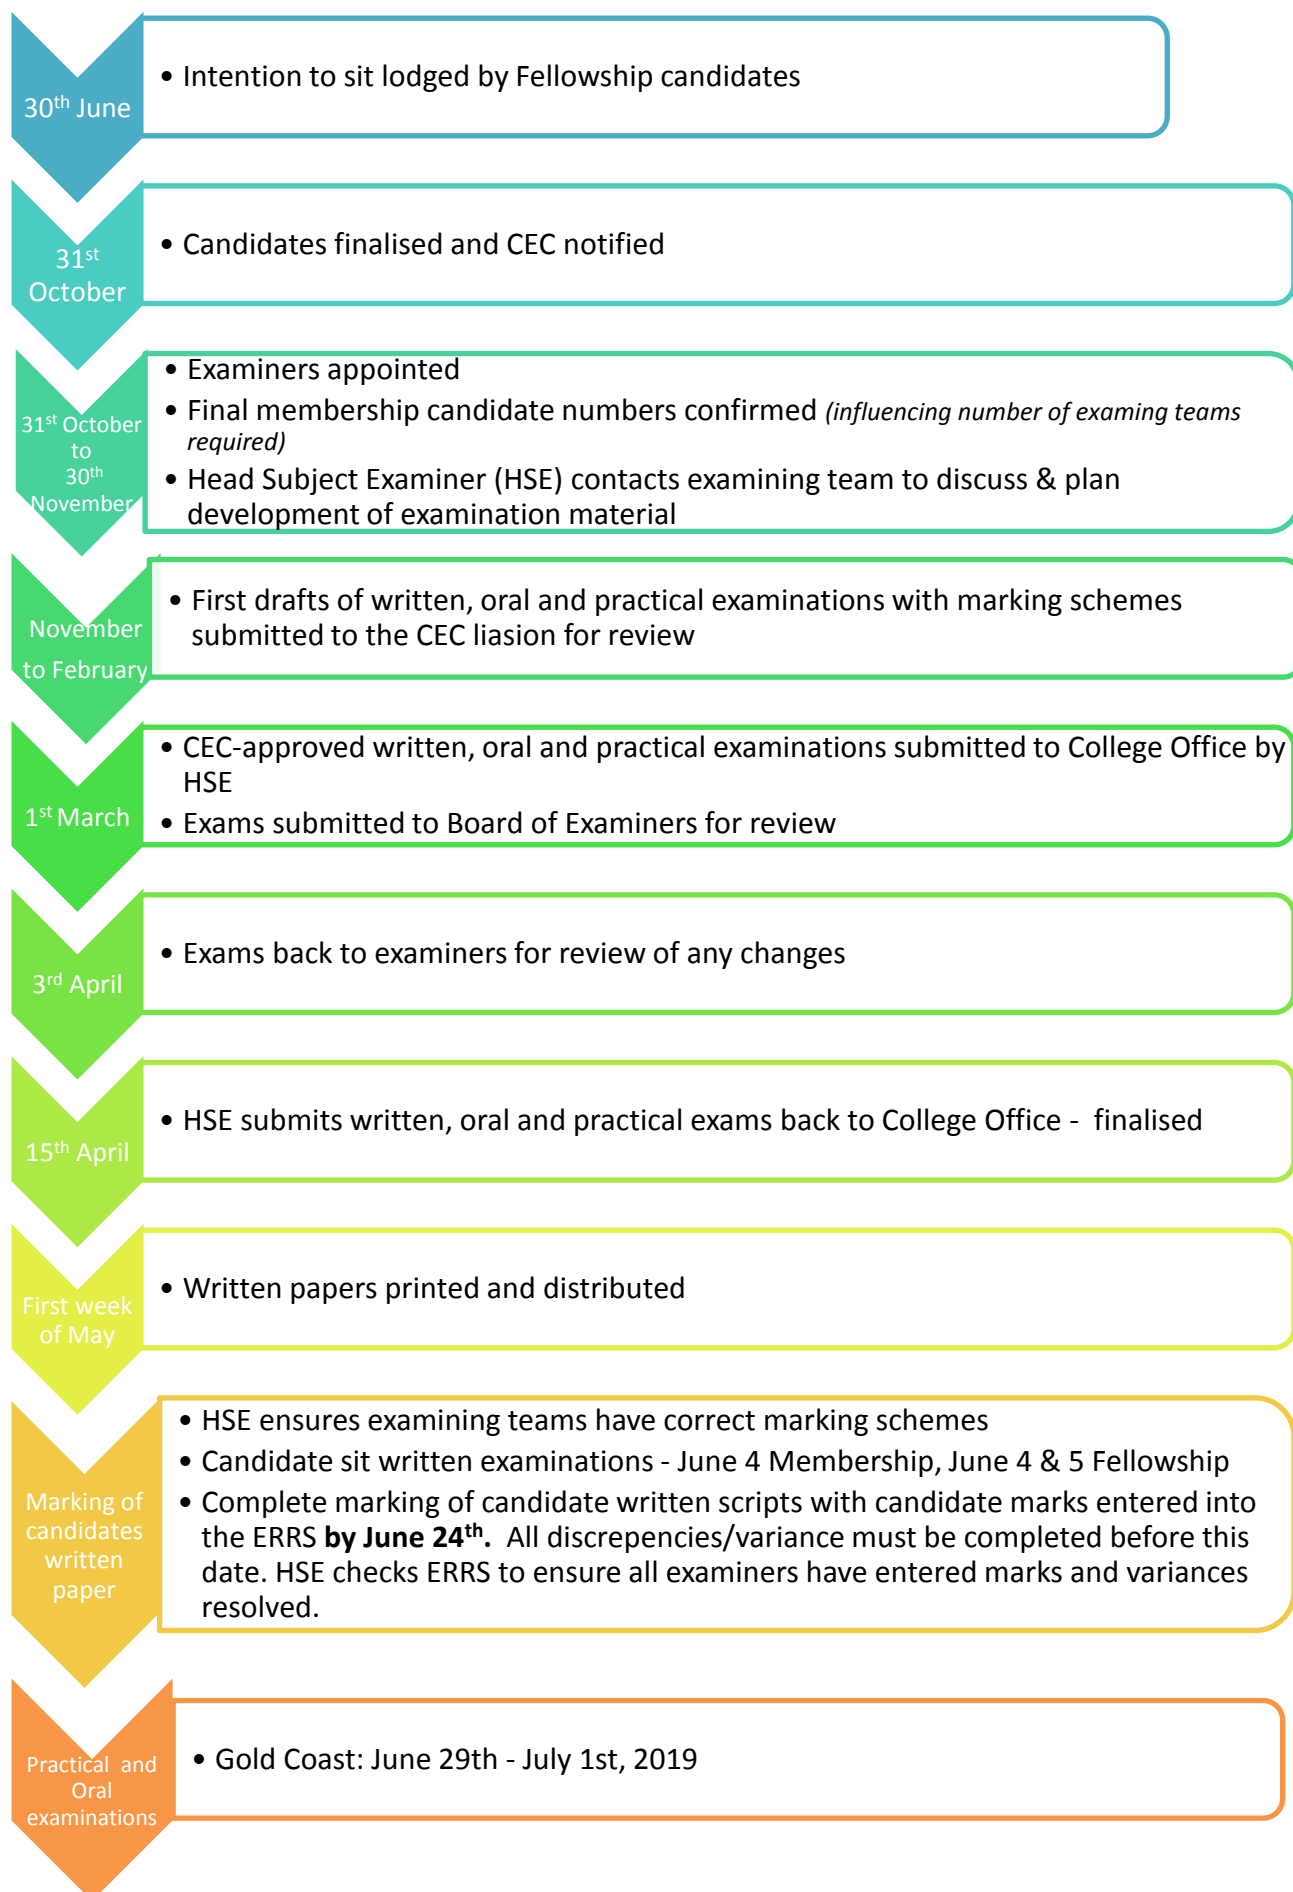 30th June
• Intention to sit lodged by Fellowship candidates
31st
October
• Candidates finalised and CEC notified
31st October
to
30th
November
• Examiners appointed
• Final membership candidate numbers confirmed (influencing number of examing teams
required)
• Head Subject Examiner (HSE) contacts examining team to discuss & plan
development of examination material
November
to February
• First drafts of written, oral and practical examinations with marking schemes
submitted to the CEC liasion for review
1st March
• CEC-approved written, oral and practical examinations submitted to College Office by
HSE
• Exams submitted to Board of Examiners for review
3rd April
• Exams back to examiners for review of any changes
15th April
• HSE submits written, oral and practical exams back to College Office - finalised
First week
of May
• Written papers printed and distributed
Marking of
candidates
written
paper
• HSE ensures examining teams have correct marking schemes
• Candidate sit written examinations - June 4 Membership, June 4 & 5 Fellowship
• Complete marking of candidate written scripts with candidate marks entered into
the ERRS by June 24th. All discrepencies/variance must be completed before this
date. HSE checks ERRS to ensure all examiners have entered marks and variances
resolved.
Practical and
Oral
examinations
• Gold Coast: June 29th - July 1st, 2019